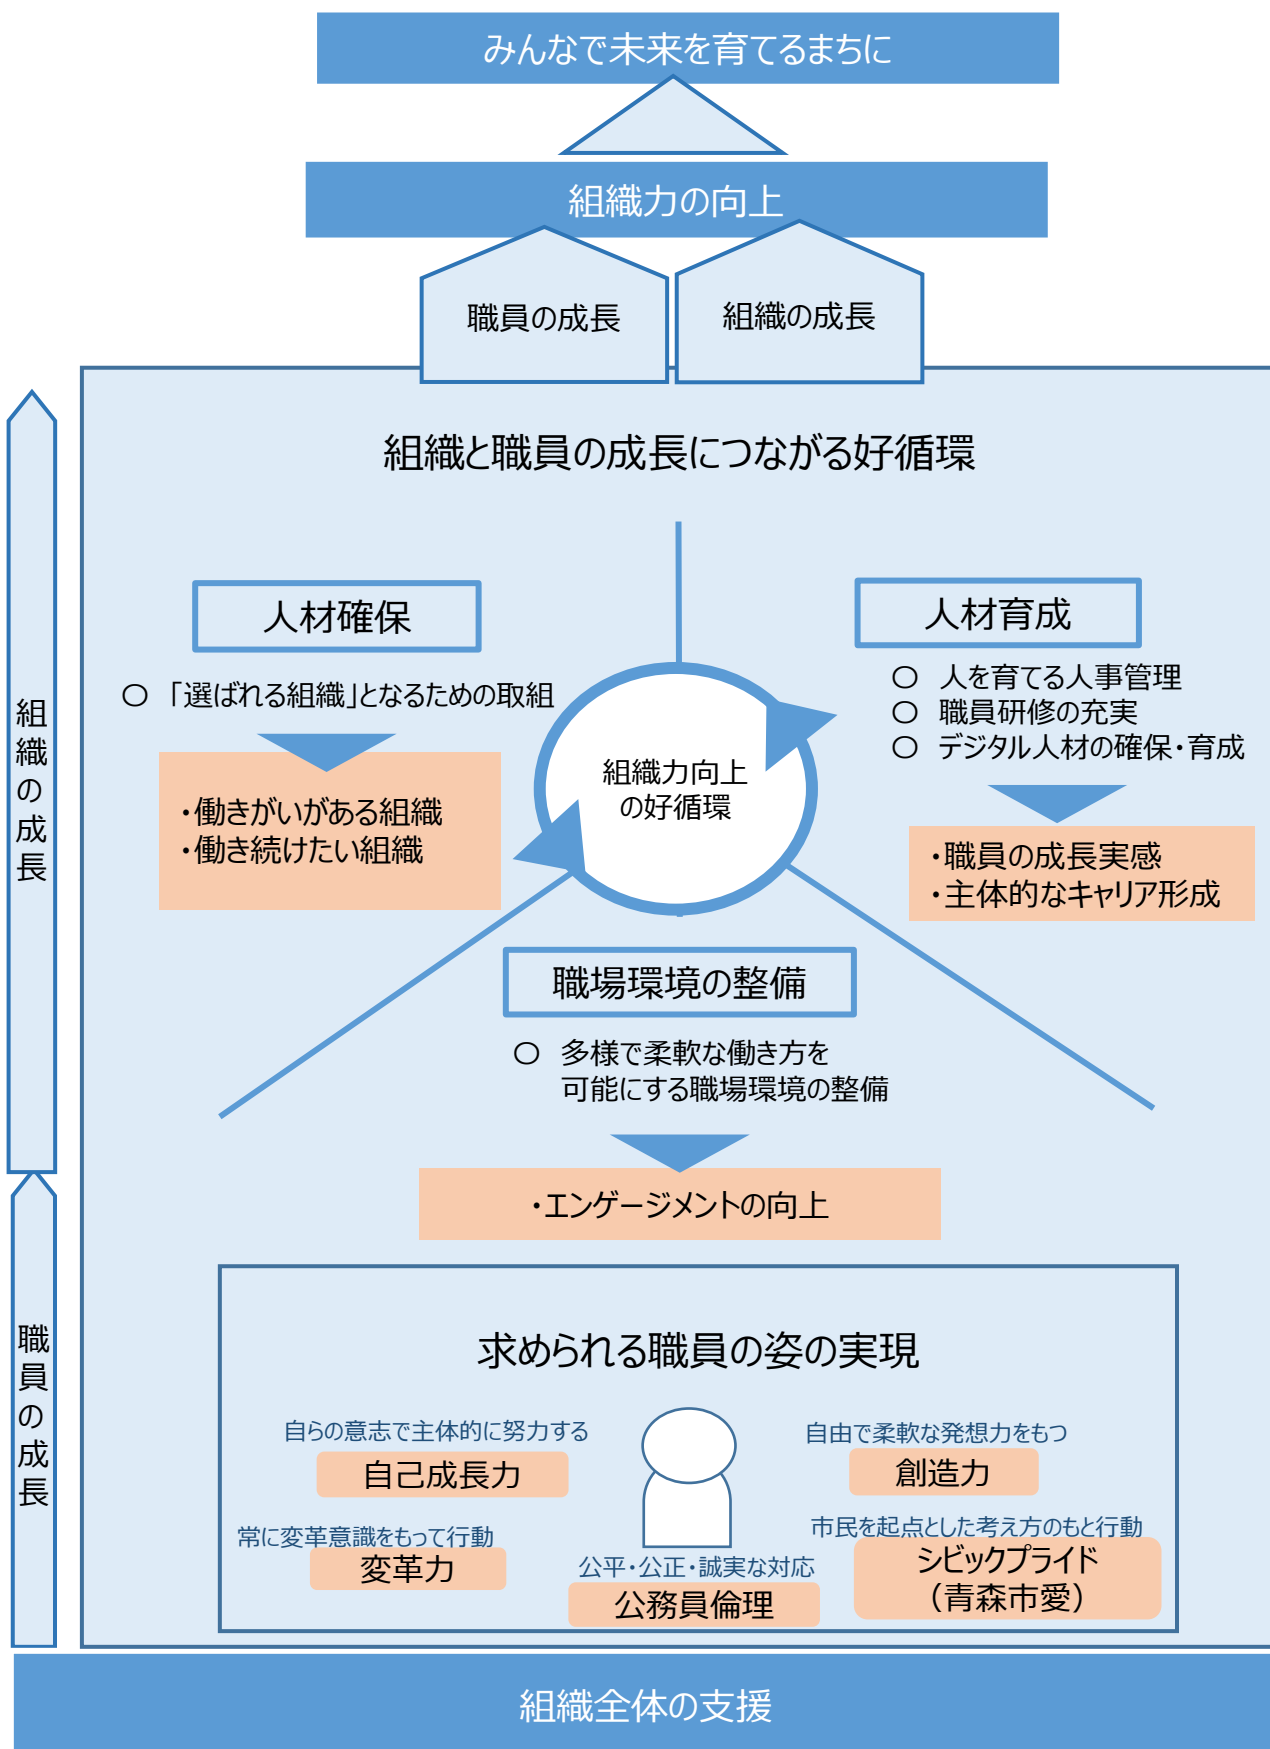 みんなで未来を育てるまちに
組織力の向上
職員の成長
組織の成長
組織と職員の成長につながる好循環
人材確保
○ 「選ばれる組織」となるための取組
・働きがいがある組織
・働き続けたい組織
人材育成
○ 人を育てる人事管理
○ 職員研修の充実
○ デジタル人材の確保・育成
・職員の成長実感
・主体的なキャリア形成
組織力向上
の好循環
職場環境の整備
○ 多様で柔軟な働き方を
可能にする職場環境の整備
・エンゲージメントの向上
組織の成長
職員の成長
求められる職員の姿の実現
自らの意志で主体的に努力する
自己成長力
自由で柔軟な発想力をもつ
創造力
常に変革意識をもって行動
変革力
市民を起点とした考え方のもと行動
シビックプライド
（青森市愛）
公平・公正・誠実な対応
公務員倫理
組織全体の支援